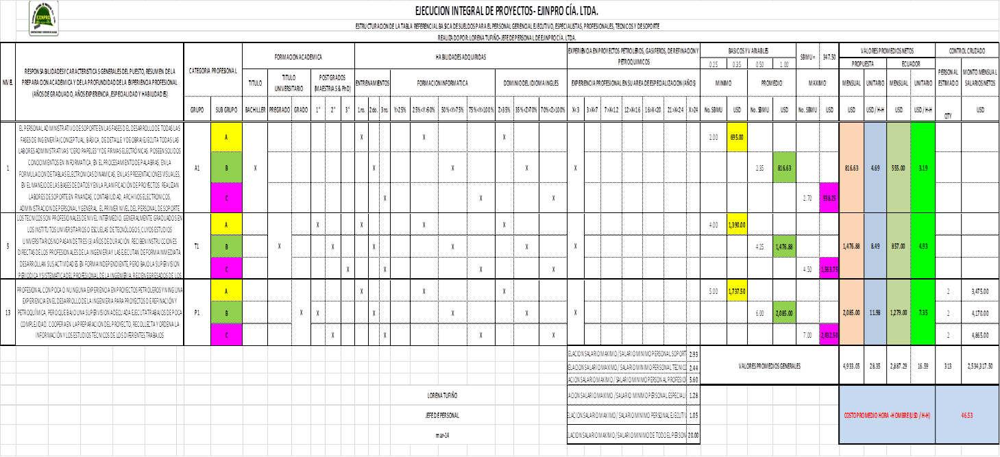 EJINPRO
EJECUCION INTEGRAL DE PROYECTOS- EJINPRO CÍA. LTDA.
ESTRUCTURACION DE LA TABLA REFERENCIAL BASICA DE SUELDOS PARA EL PERSONAL GERENCIAL EJECUTIVO, ESPECIALISTAS, PROFESIONALES, TECNICOS Y DE SOPORTE
REALIZADO POR: LORENA TUFIÑO- JEFE DE PERSONAL DE EJINPRO CÍA. LTDA.
NIVEL
RESPONSABILIDADES Y CARACTERISTICAS GENERALES DEL PUESTO, RESUMEN DE LA
PREPARACION ACADEMICA Y DE LA PROFUNDIDAD DE LA EXPERIENCIA PROFESIONAL
(AÑOS DE GRADUADO, AÑOS EXPERIENCIA, ESPECIALIDAD Y HABILIDADES)
CATEGORIA PROFESIONAL
GRUPO SUB GRUPO
FORMACION ACADEMICA
TITULO
TITULO UNIVERSITARIO
POSTGRADOS (MAESTRIAS & PhD)
BACHILLER PREGRADO GRADO 1° 2° 3°
HABILIDADES ADQUIRIDAS
ENTRENAMIENTOS FORMACION INFORMATICA DOMINIO DEL IDIOMA INGLES
1ro. 2do. 3ro. Y>25% 25%<Y>50% 50%<Y>75% 75%<Y>100% Z>35% 35%<Z>70% 70%<Z>100%
EXPERIENCIA EN PROYECTOS PETROLEROS, GASIFEROS, DE REFINACION Y
PETROQUIMICOS
EXPERIENCIA PROFESIONAL EN SU AREA DE ESPECIALIZACION (AÑOS)
X<3 3>X<7 7>X<12 12>X<16 16>X<20 21>X<24 X>24
BASICOS Y VARIABLES SBMU = 347.50
0.25 0.35 0.50 1.00
MINIMO PROMEDIO MAXIMO
No. SBMU USD No. SBMU USD No. SBMU USD
VALORES PROMEDIOS NETOS
PROPUESTA ECUADOR
MENSUAL UNITARIO MENSUAL UNITARIO
USD USD / H-H USD USD / H-H
CONTROL CRUZADO
PERSONAL ESTIMADO MONTO MENSUAL SALARIOS NETOS
QTY USD
EL PERSONAL ADMINISTRATIVO DE SOPORTE EN LAS FASES D EL DESARROLLO DE TODAS LAS
FASES DE INGENIERÍA (CONCEPTUAL, BÁSICA, DE DETALLE Y DE OBRA) EJECUTA TODAS LAS
LABORES ADMINISTRATIVAS "CERO PAPELES" Y DE FIRMAS ELECTRÓNICAS. POSEEN SOLIDOS
CONOCIMIENTOS EN INFORMATICA, EN EL PROCESAMIENTO DE PALABRAS, EN LA
FORMULACION DE TABLAS ELECTRONICAS DINAMICAS, EN LAS PRESENTACIONES VISUALES,
EN EL MANEJO DE LAS BASES DE DATOS Y EN LA PLANIFICACIÓN DE PROYECTOS. REALIZAN
LABORES DE SOPORTE EN FINANZAS, CONTABILIDAD, ARCHIVOS ELECTRONICOS,
ADMINISTRACION DE PERSONAL Y GENERAL. EL PRIMER NIVEL DEL PERSONAL DE SOPORTE
A X X X 2.00 695.00
1 A1 B X X X X X 2.35 816.63 816.63 4.69 555.00 3.19
C X X X 2.70 938.25
LOS TECNICOS SON PROFESIONALES DE NIVEL INTERMEDIO, GENERALMENTE GRADUADOS EN
LOS INSTITUTOS UNIVERSITARIOS O ESCUELAS DE TECNÓLOGOS, CUYOS ESTUDIOS
UNIVERSITARIOS NO PASAN DE TRES (3) AÑOS DE DURACIÓN. RECIBEN INSTRUCCIONES
DIRECTAS DE LOS PROFESIONALES DE LA INGENIERIA Y LAS EJECUTAN DE FORMA INMEDIATA.
DESARROLLAN SUS ACTIVIDADES EN FORMA INDEPENDIENTE, PERO BAJO LA SUPERVISION
PERIODICA Y SISTEMATICA DEL PROFESIONAL DE LA INGENIERIA. RECIEN EGRESADOS DE LOS
A X X X X 4.00 1,390.00
5 T1 B X X X X X X 4.25 1,476.88 1,476.88 8.49 857.00 4.93
C X X X X 4.50 1,563.75
PROFESIONAL CON POCA O NUNGUNA EXPERIENCIA EN PROYECTOS PETROLEROS Y NINGUNA
EXPERIENCIA EN EL DESARROLLO DE LA INGENIERIA PARA PROYECTOS DE REFINACIÓN Y
PETROQUÍMICA, PERO QUE BAJO UNA SUPERVISION ADECUADA EJECUTA TRABAJOS DE POCA
COMPLEJIDAD. COOPERA EN LA PREPARACION DEL PROYECTO, RECOLLECTA Y ORDENA LA
INFORMACIÓN Y LOS ESTUDIOS TÉCNICOS DE LOS DIFERENTES TRABAJOS
A X X X 5.00 1,737.50 2 3,475.00
13 P1 B X X X X X X 6.00 2,085.00 2,085.00 11.98 1,279.00 7.35 2 4,170.00
C X X X X 7.00 2,432.50 2 4,865.00
ELACION SALARIO MAXIMO / SALARIO MINIMO PERSONAL SOPORT 2.93
ELACION SALARIO MAXIMO / SALARIO MINIMO PERSONAL TECNIC 2.44
ACION SALARIO MAXIMO / SALARIO MINIMO PERSONAL PROFESIO 5.60
VALORES PROMEDIOS GENERALES 4,933.05 28.35 2,887.29 16.59 313 2,534,317.50
LORENA TUFIÑO ACION SALARIO MAXIMO / SALARIO MINIMO PERSONAL ESPECIALI 1.28
JEFE DE PERSONAL ELACION SALARIO MAXIMO / SALARIO MINIMO PERSONAL EJECUTIV 1.05
COSTO PROMEDIO HORA -HOMBRE (USD / H-H) 46.53
mar-14 LACION SALARIO MAXIMO / SALARIO MINIMO DE TODO EL PERSON 20.00